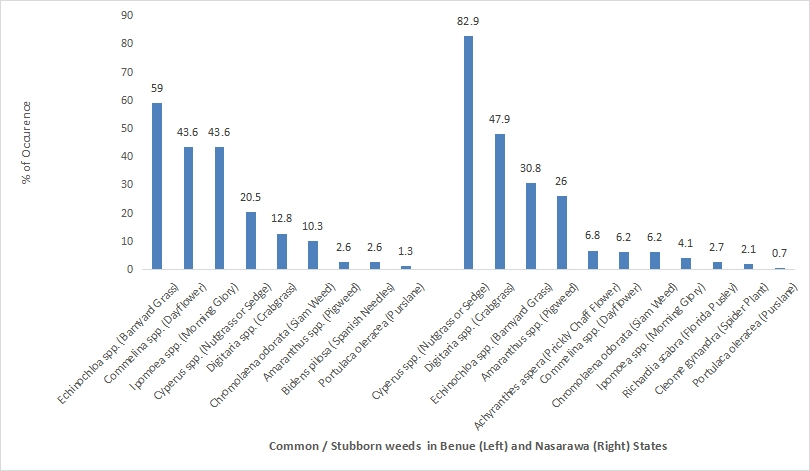 % of Occurence
90
80
70
60
50
40
30
20
10
0
59
43.6
43.6
20.5
12.8
10.3
2.6
2.6
1.3
82.9
47.9
30.8
26
6.8
6.2
6.2
4.1
2.7
2.1
0.7
Echinochloa spp. (Barnyard Grass)
Commelina spp. (Dayflower)
Ipomoea spp. (Morning Glory)
Cyperus spp. (Nutgrass or Sedge)
Digitaria spp. (Crabgrass)
Chromolaena odorata (Siam Weed)
Amaranthus spp. (Pigweed)
Bidens pilosa (Spanish Needles)
Portulaca oleracea (Purslane)
Cyperus spp. (Nutgrass or Sedge)
Digitaria spp. (Crabgrass)
Echinochloa spp. (Barnyard Grass)
Amaranthus spp. (Pigweed)
Achyranthes aspera (Prickly Chaff Flower)
Commelina spp. (Dayflower)
Chromolaena odorata (Siam Weed)
Ipomoea spp. (Morning Glory)
Richardia scabra (Florida Pusley)
Cleome gynandra (Spider Plant)
Portulaca oleracea (Purslane)
Common / Stubborn weeds in Benue (Left) and Nasarawa (Right) States